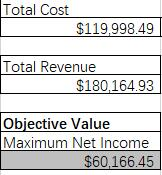 Total Cost
$119,998.49
Total Revenue
$180,164.93
Objective Value
Maximum Net Income
$60,166.45